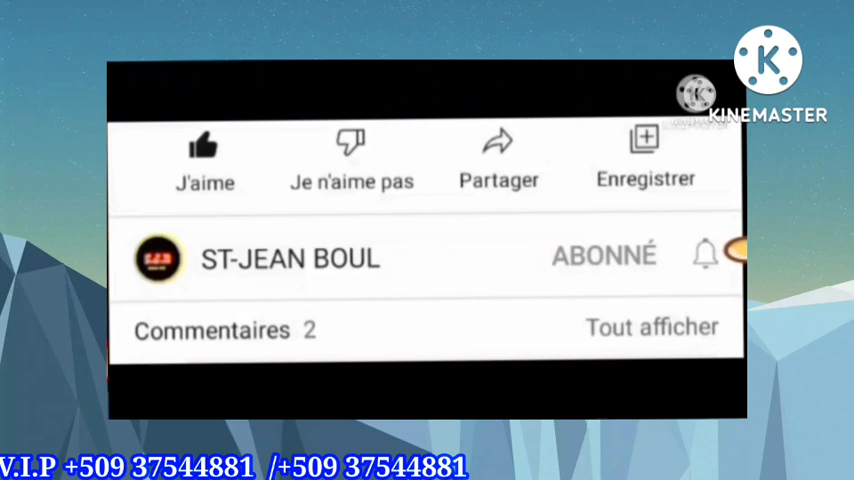 KINEMASTER
J'aime
Je n'aime pas
Partager
Enregistrer
ST-JEAN BOUL
ABONNÉ
Commentaires 2
Tout afficher
V.I.P +509 37544881 /+509 37544881